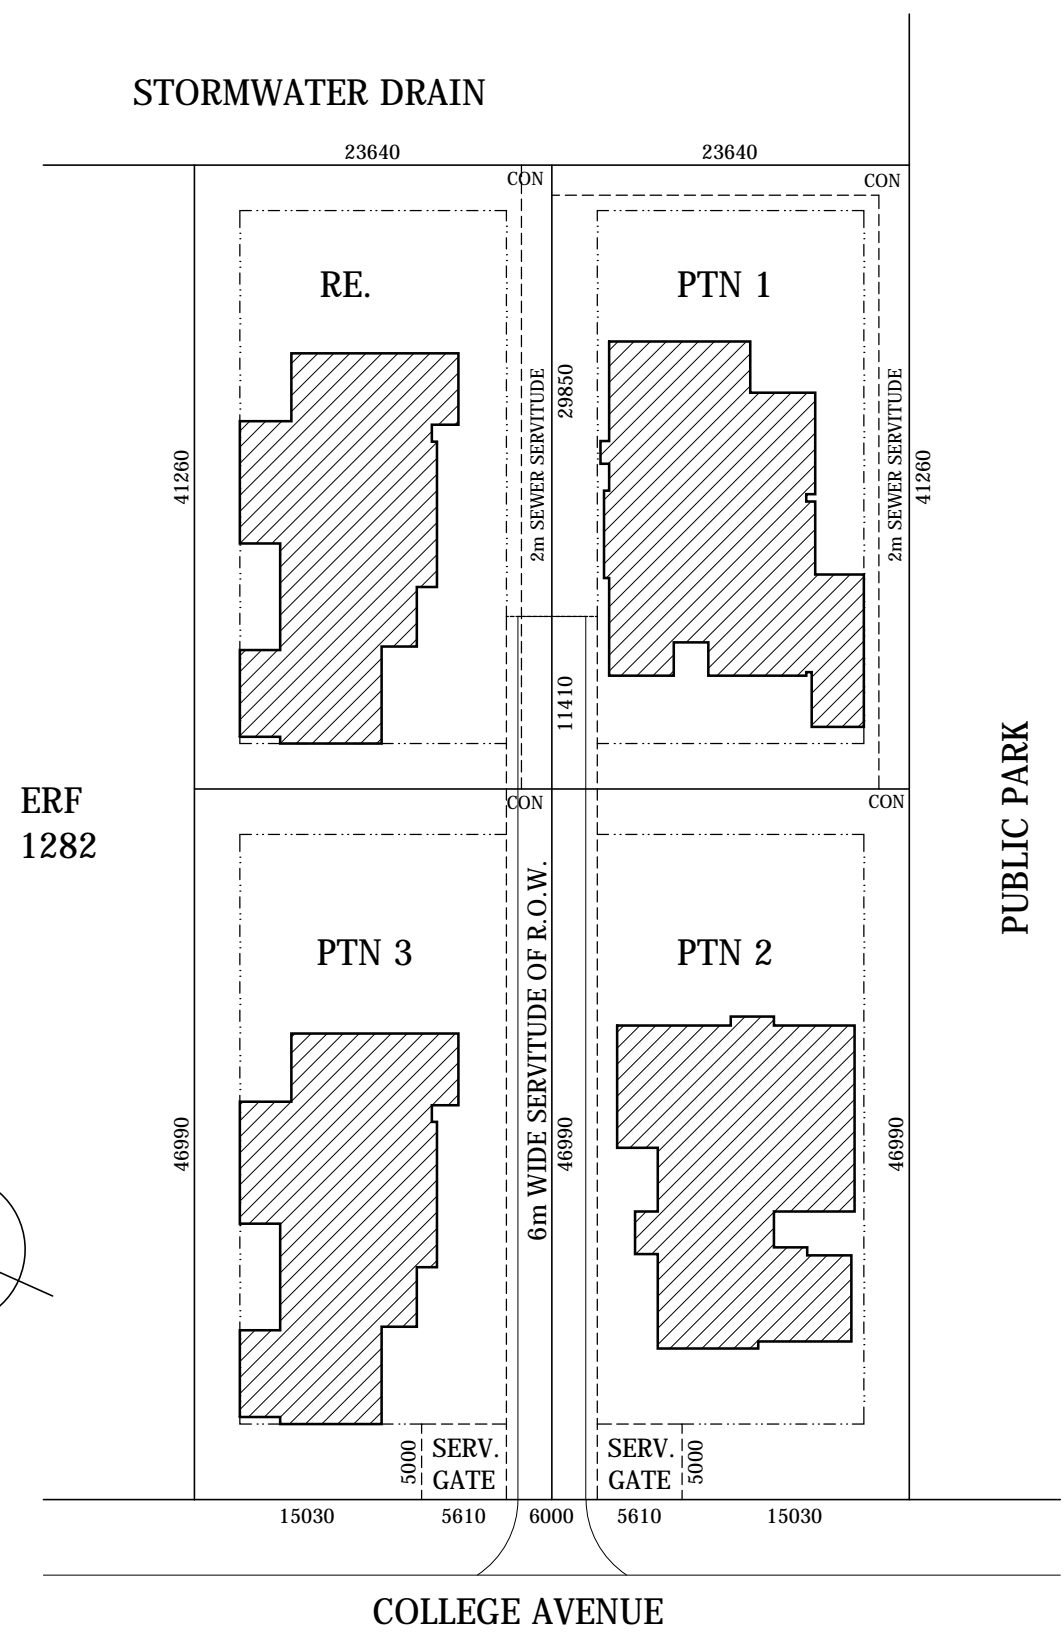 STORMWATER DRAIN
23640
23640
CON
CON
RE.
PTN 1
2m SEWER SERVITUDE
29850
2m SEWER SERVITUDE
41260
41260
11410
PUBLIC PARK
ERF
1282
CON
CON
6m WIDE SERVITUDE OF R.O.W.
PTN 3
PTN 2
46990
46990
46990
5000
SERV.
GATE
SERV.
GATE
5000
15030
5610
6000
5610
15030
COLLEGE AVENUE